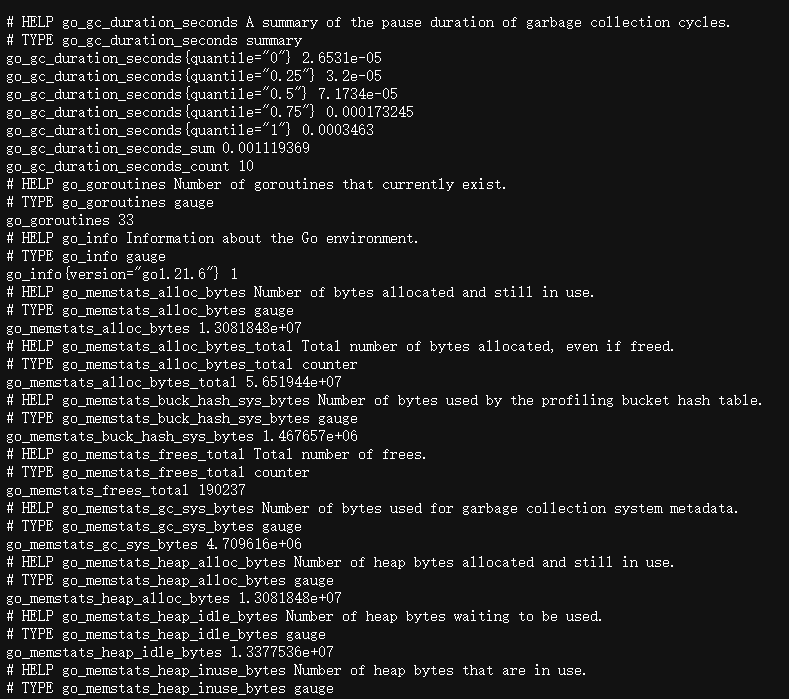 # HELP go_gc_duration_seconds A summary of the pause duration of garbage collection cycles.
# TYPE go_gc_duration_seconds summary
go_gc_duration_seconds{quantile="0"} 2.6531e-05
go_gc_duration_seconds{quantile="0.25"} 3.2e-05
go_gc_duration_seconds{quantile="0.5"} 7.1734e-05
go_gc_duration_seconds{quantile="0.75"} 0.000173245
go_gc_duration_seconds{quantile="1"} 0.0003463
go_gc_duration_seconds_sum 0.001119369
go_gc_duration_seconds_count 10
# HELP go_goroutines Number of goroutines that currently exist.
# TYPE go_goroutines gauge
go_goroutines 33
# HELP go_info Information about the Go environment.
# TYPE go_info gauge
go_info{version="go1.21.6"} 1
# HELP go_memstats_alloc_bytes Number of bytes allocated and still in use.
# TYPE go_memstats_alloc_bytes gauge
go_memstats_alloc_bytes 1.3081848e+07
# HELP go_memstats_alloc_bytes_total Total number of bytes allocated, even if freed.
# TYPE go_memstats_alloc_bytes_total counter
go_memstats_alloc_bytes_total 5.651944e+07
# HELP go_memstats_buck_hash_sys_bytes Number of bytes used by the profiling bucket hash table.
# TYPE go_memstats_buck_hash_sys_bytes gauge
go_memstats_buck_hash_sys_bytes 1.467657e+06
# HELP go_memstats_frees_total Total number of frees.
# TYPE go_memstats_frees_total counter
go_memstats_frees_total 190237
# HELP go_memstats_gc_sys_bytes Number of bytes used for garbage collection system metadata.
# TYPE go_memstats_gc_sys_bytes gauge
go_memstats_gc_sys_bytes 4.709616e+06
# HELP go_memstats_heap_alloc_bytes Number of heap bytes allocated and still in use.
# TYPE go_memstats_heap_alloc_bytes gauge
go_memstats_heap_alloc_bytes 1.3081848e+07
# HELP go_memstats_heap_idle_bytes Number of heap bytes waiting to be used.
# TYPE go_memstats_heap_idle_bytes gauge
go_memstats_heap_idle_bytes 1.3377536e+07
# HELP go_memstats_heap_inuse_bytes Number of heap bytes that are in use.
# TYPE go_memstats_heap_inuse_bytes gauge